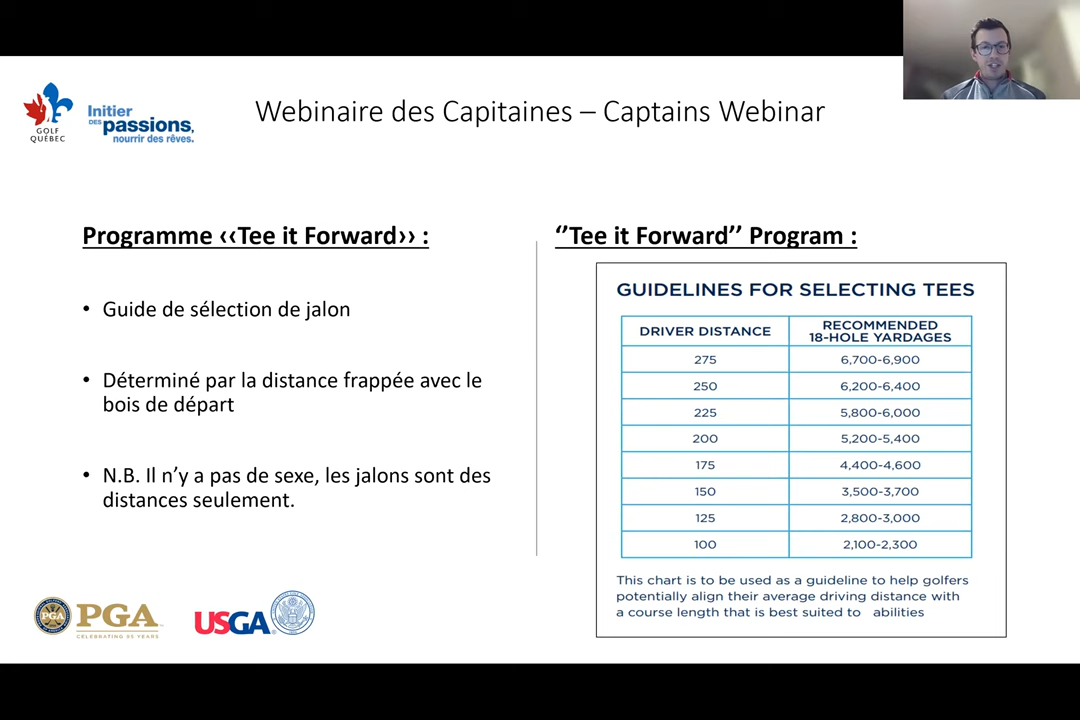 Webinaire des Capitaines – Captains Webinar
GOLF
QUÉBEC
Initier
DES passions,
nourrir des rêves.
Programme ‹‹Tee it Forward›› :
• Guide de sélection de jalon
• Déterminé par la distance frappée avec le
bois de départ
• N.B. Il n’y a pas de sexe, les jalons sont des
distances seulement.
‘’Tee it Forward’’ Program :
GUIDELINES FOR SELECTING TEES
DRIVER DISTANCE RECOMMENDED 18-HOLE YARDAGES
275 6,700-6,900
250 6,200-6,400
225 5,800-6,000
200 5,200-5,400
175 4,400-4,600
150 3,500-3,700
125 2,800-3,000
100 2,100-2,300
This chart is to be used as a guideline to help golfers
potentially align their average driving distance with
a course length that is best suited to abilities
PGA
PGA
CELEBRATING 95 YEARS
USGA